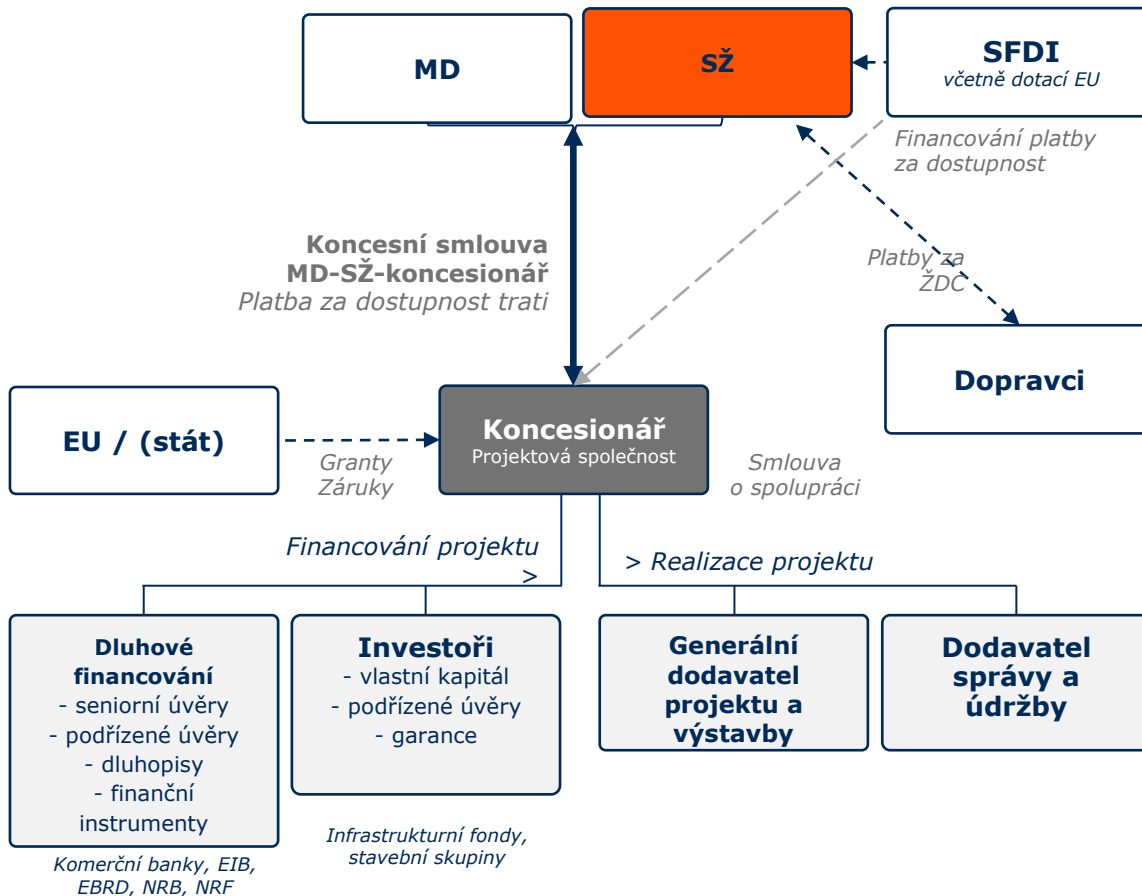 MD
SŽ
SFDI
včetně dotací EU
Financování platby
za dostupnost
Koncesní smlouva
MD-SŽ-koncesionář
Platba za dostupnost trati
Platby za
ŽDC
Dopravci
EU / (stát)
Granty
Záruky
Koncesionář
Projektová společnost
Smlouva
o spolupráci
Financování projektu
>
> Realizace projektu
Dluhové
financování
- seniorní úvěry
- podřízené úvěry
- dluhopisy
- finanční
instrumenty
Komerční banky, EIB,
EBRD, NRB, NRF
Investoři
- vlastní kapitál
- podřízené úvěry
- garance
Infrastrukturní fondy,
stavební skupiny
Generální
dodavatel
projektu a
výstavby
Dodavatel
správy a
údržby